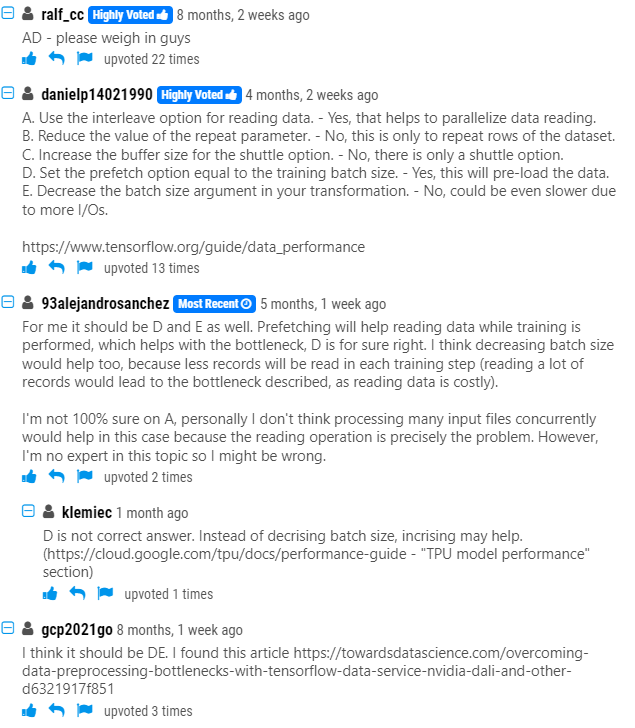 ralf_cc Highly Voted 8 months, 2 weeks ago
AD - please weigh in guys
upvoted 22 times
danielp14021990 Highly Voted 4 months, 2 weeks ago
A. Use the interleave option for reading data. - Yes, that helps to parallelize data reading.
B. Reduce the value of the repeat parameter. - No, this is only to repeat rows of the dataset.
C. Increase the buffer size for the shuttle option. - No, there is only a shuttle option.
D. Set the prefetch option equal to the training batch size. - Yes, this will pre-load the data.
E. Decrease the batch size argument in your transformation. - No, could be even slower due
to more I/Os.
https://www.tensorflow.org/guide/data_performance
upvoted 13 times
93alejandrosanchez Most Recent 5 months, 1 week ago
For me it should be D and E as well. Prefetching will help reading data while training is
performed, which helps with the bottleneck, D is for sure right. I think decreasing batch size
would help too, because less records will be read in each training step (reading a lot of
records would lead to the bottleneck described, as reading data is costly).
I'm not 100% sure on A, personally I don't think processing many input files concurrently
would help in this case because the reading operation is precisely the problem. However,
I'm no expert in this topic so I might be wrong.
upvoted 2 times
klemiec 1 month ago
D is not correct answer. Instead of decrising batch size, incrising may help.
(https://cloud.google.com/tpu/docs/performance-guide - "TPU model performance"
section)
upvoted 1 times
gcp2021go 8 months, 1 week ago
I think it should be DE. I found this article https://towardsdatascience.com/overcoming-
data-preprocessing-bottlenecks-with-tensorflow-data-service-nvidia-dali-and-other-
d6321917f851
upvoted 3 times